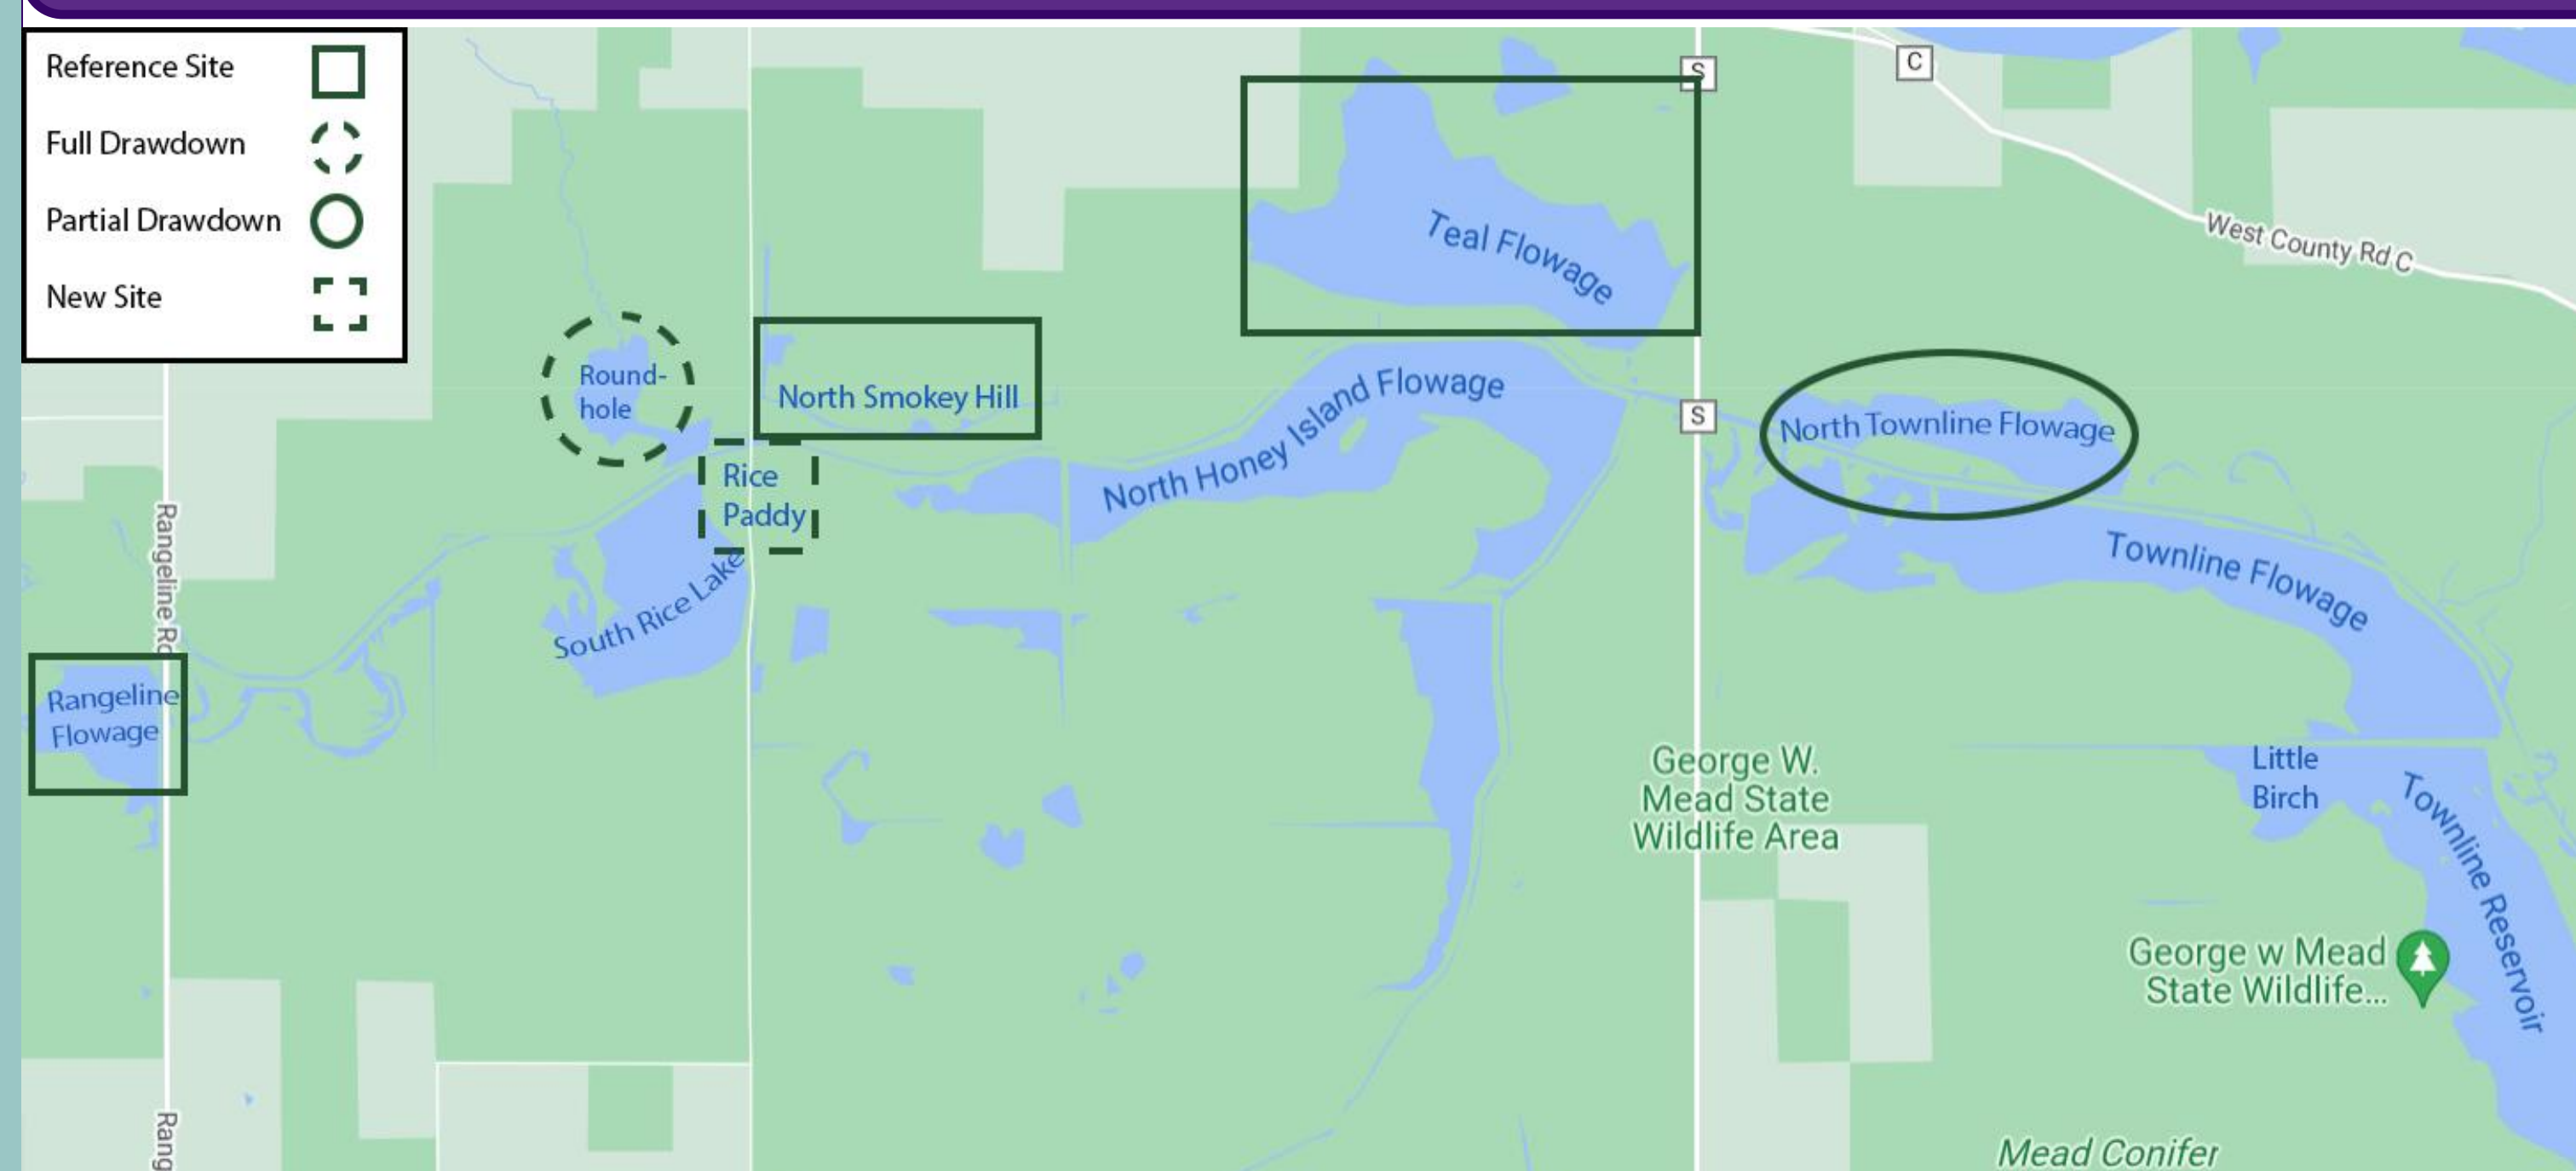 Reference Site
Full Drawdown
Partial Drawdown
New Site
S
C
West County Rd C
Teal Flowage
Round-
hole
North Smokey Hill
North Honey Island Flowage
S
North Townline Flowage
Rice
Paddy
South Rice Lake
Rangeline Rd
Townline Flowage
Rangeline
Flowage
George W.
Mead State
Wildlife Area
Little
Birch
Townline Reservoir
George w Mead
State Wildlife...
Rang
Mead Conifer